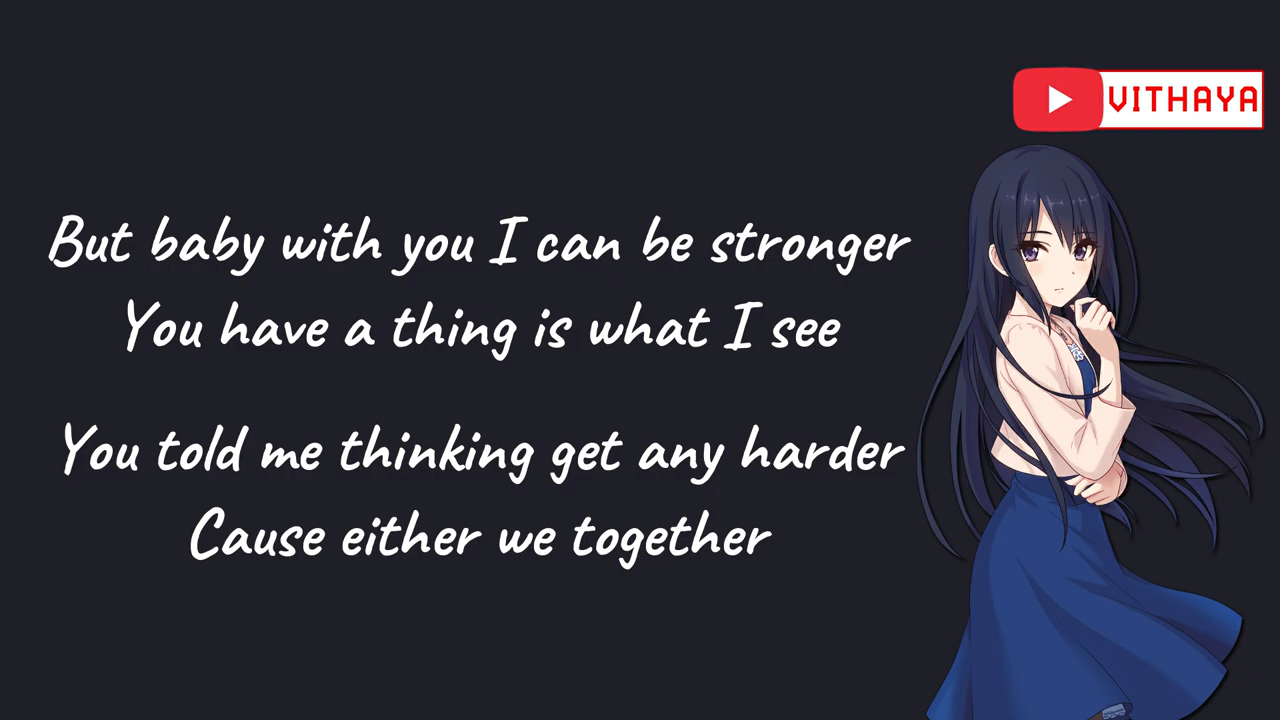 VITHAYA
But baby with you I can be stronger
You have a thing is what I see
You told me thinking get any harder
Cause either we together